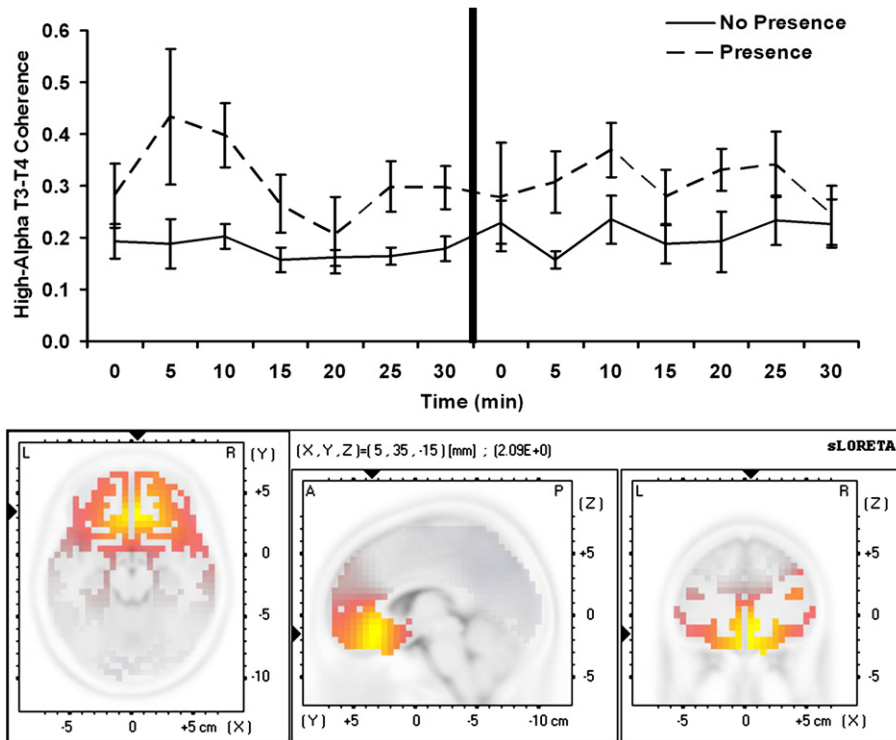 No Presence
Presence
High-Alpha T3-T4 Coherence
0.6
0.5
0.4
0.3
0.2
0.1
0.0
0 5 10 15 20 25 30 0 5 10 15 20 25 30
Time (min)
(X,Y,Z)=(5,35,-15)[mm] ; (2.09E+0)
sLORETA
L R (Y)
+5
0
-5
-10
-5 0 +5 cm (X)
A P (Z)
+5
0
-5
(Y) +5 0 -5 -10 cm
L R (Z)
+5
0
-5
-5 0 +5 cm (X)